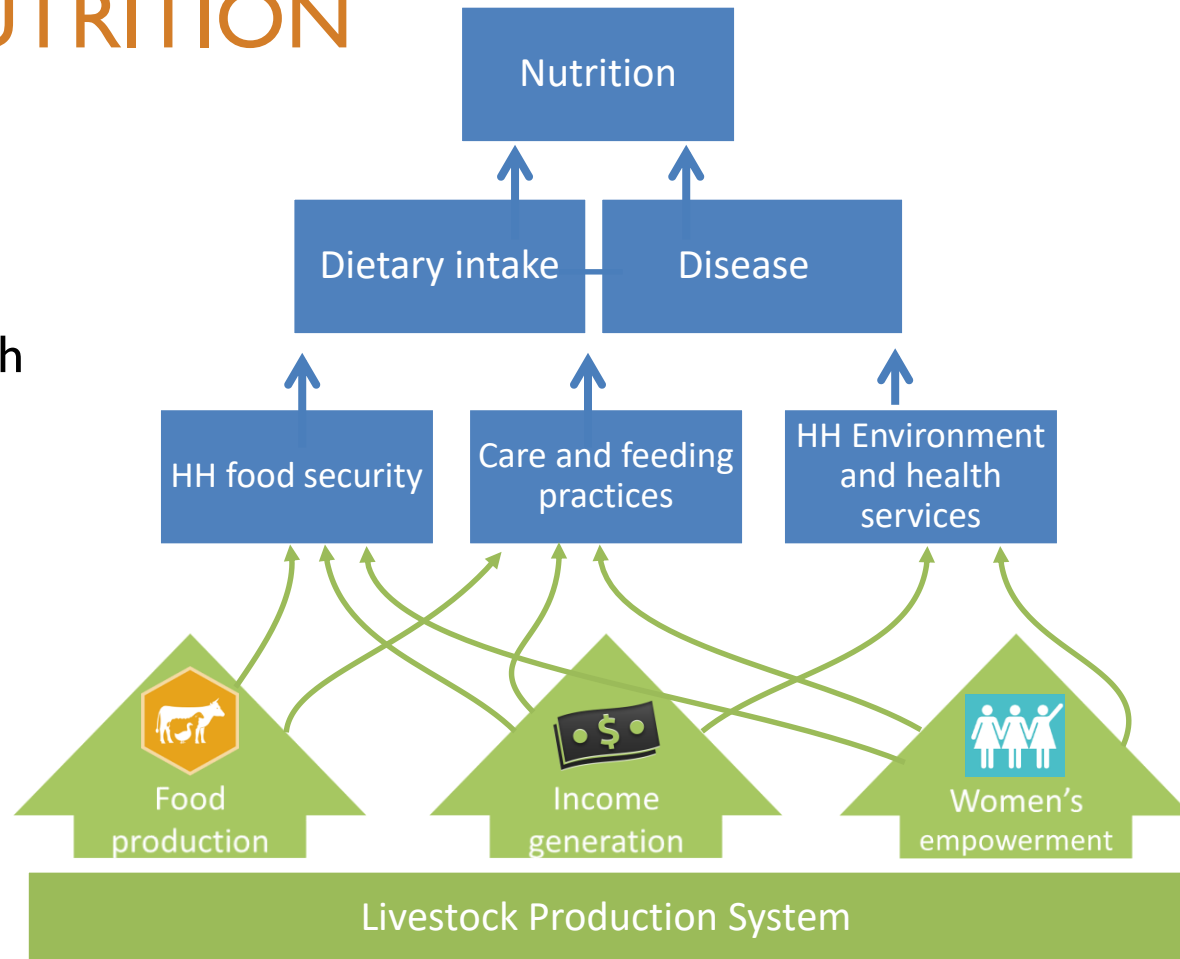 UTRITION
Nutrition
Dietary intake
Disease
h
HH food security
Care and feeding
practices
HH Environment
and health
services
$
Food
production
Income
generation
Women's
empowerment
Livestock Production System